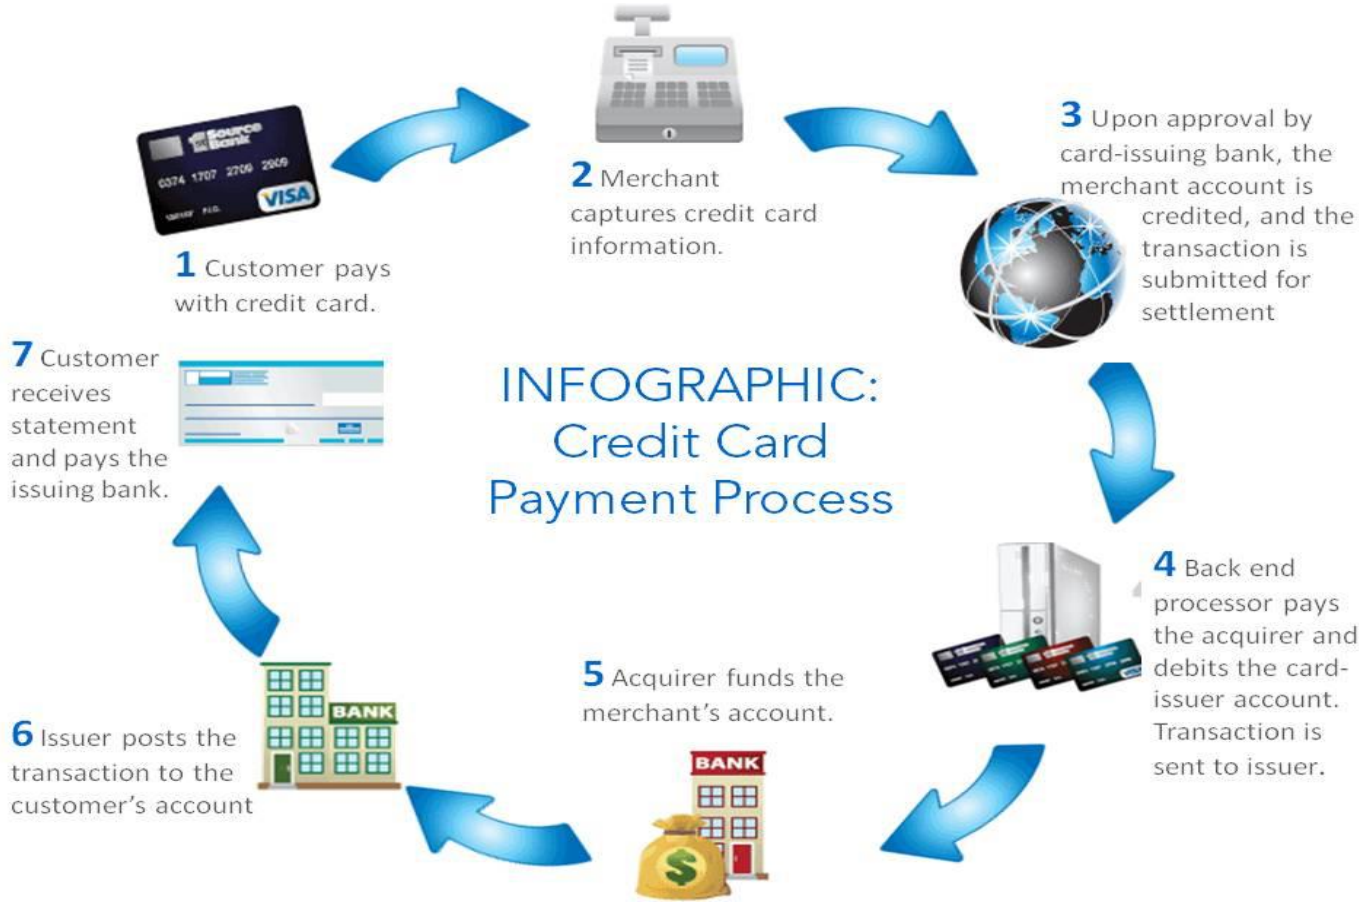 1st Source
Bank
VISA
1 Customer pays
with credit card.
2 Merchant
captures credit card
information.
3 Upon approval by
card-issuing bank, the
merchant account is
credited, and the
transaction is
submitted for
settlement
INFOGRAPHIC:
Credit Card
Payment Process
4 Back end
processor pays
the acquirer and
debits the card-
issuer account.
Transaction is
sent to issuer.
5 Acquirer funds the
merchant’s account.
BANK
$
BANK
6 Issuer posts the
transaction to the
customer’s account
7 Customer
receives
statement
and pays the
issuing bank.